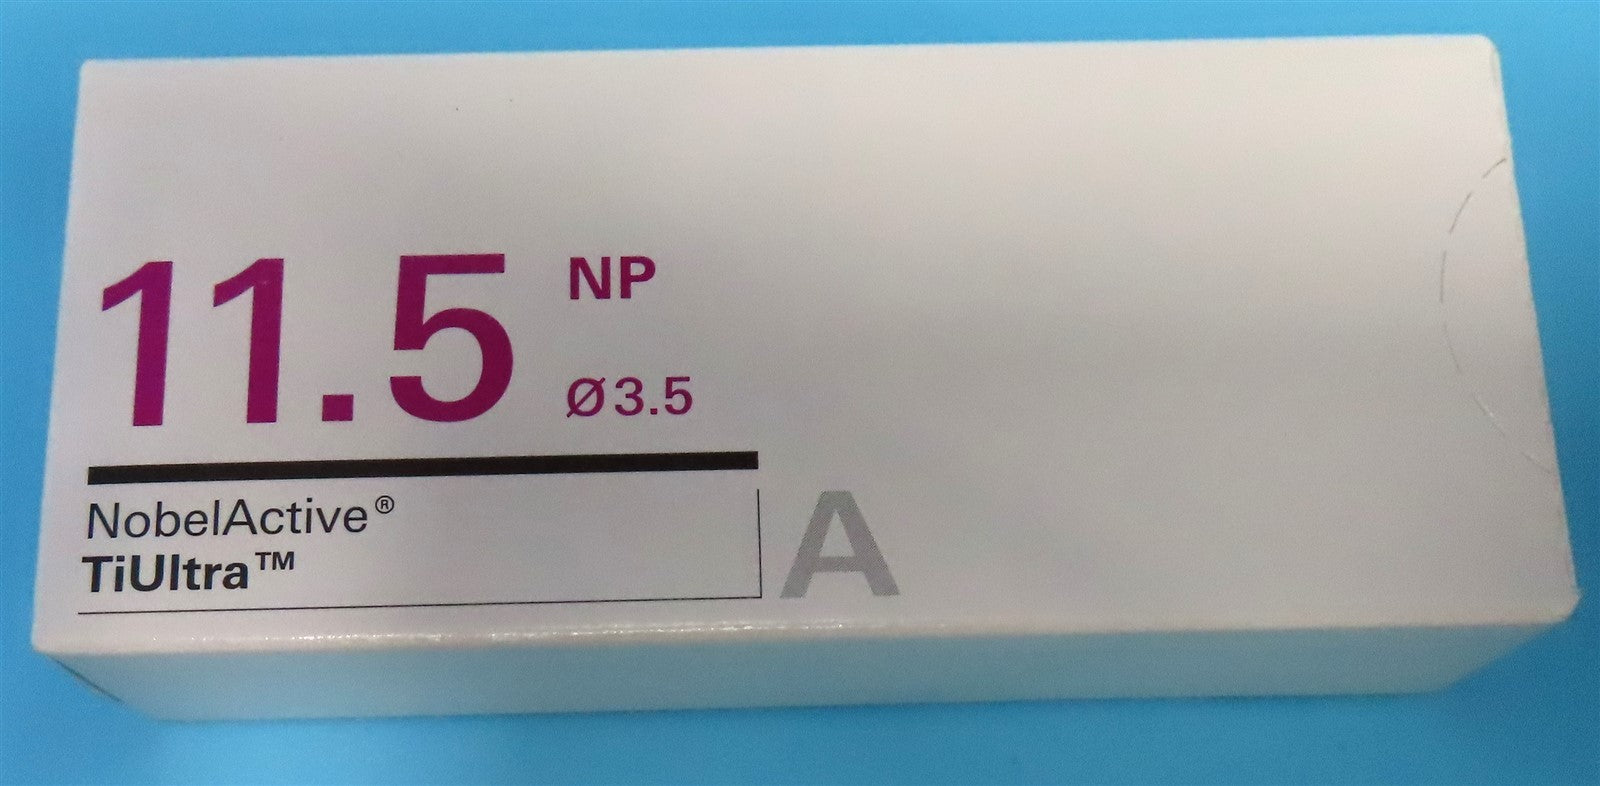 11.5 NP
Ø3.5
NobelActive®
TiUltra™
A